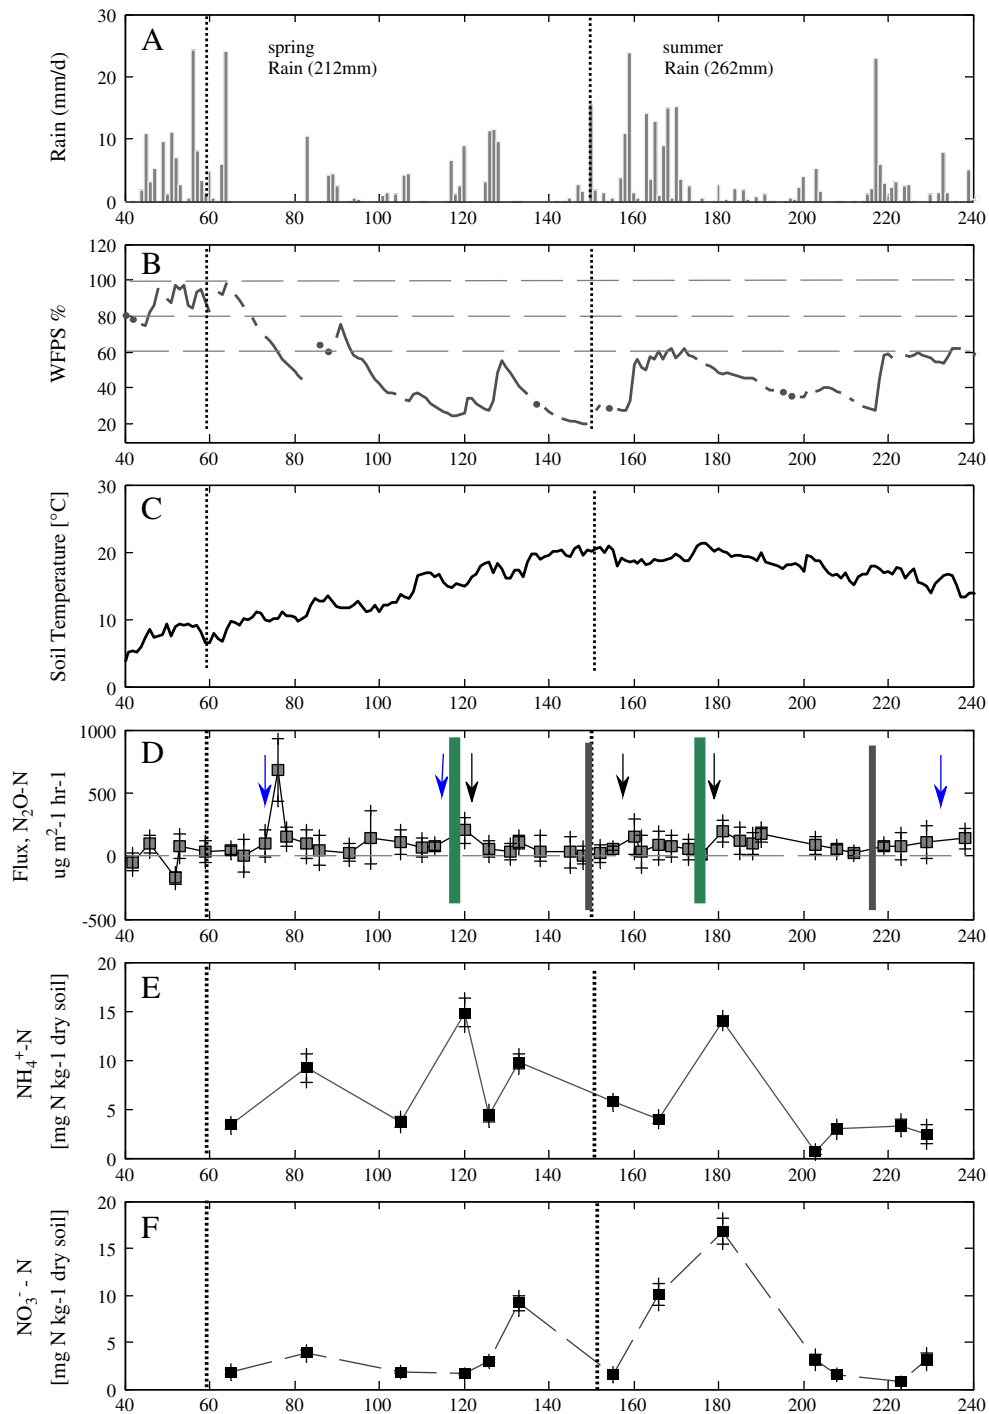 30
A
spring
summer
Rain (212mm)
Rain (262mm)
20
10
0
Rain (mm/d)
40 60 80 100 120 140 160 180 200 220 240
120
B
100
80
60
40
20
WFPS %
40 60 80 100 120 140 160 180 200 220 240
30
C
20
10
0
Soil Temperature [°C]
40 60 80 100 120 140 160 180 200 220 240
1000
D
500
0
-500
Flux, N₂O-N
ug m²-1 hr-1
40 60 80 100 120 140 160 180 200 220 240
20
E
15
10
5
0
NH₄⁺-N
[mg N kg-1 dry soil]
40 60 80 100 120 140 160 180 200 220 240
20
F
15
10
5
0
NO₃⁻ - N
[mg N kg-1 dry soil]
40 60 80 100 120 140 160 180 200 220 240